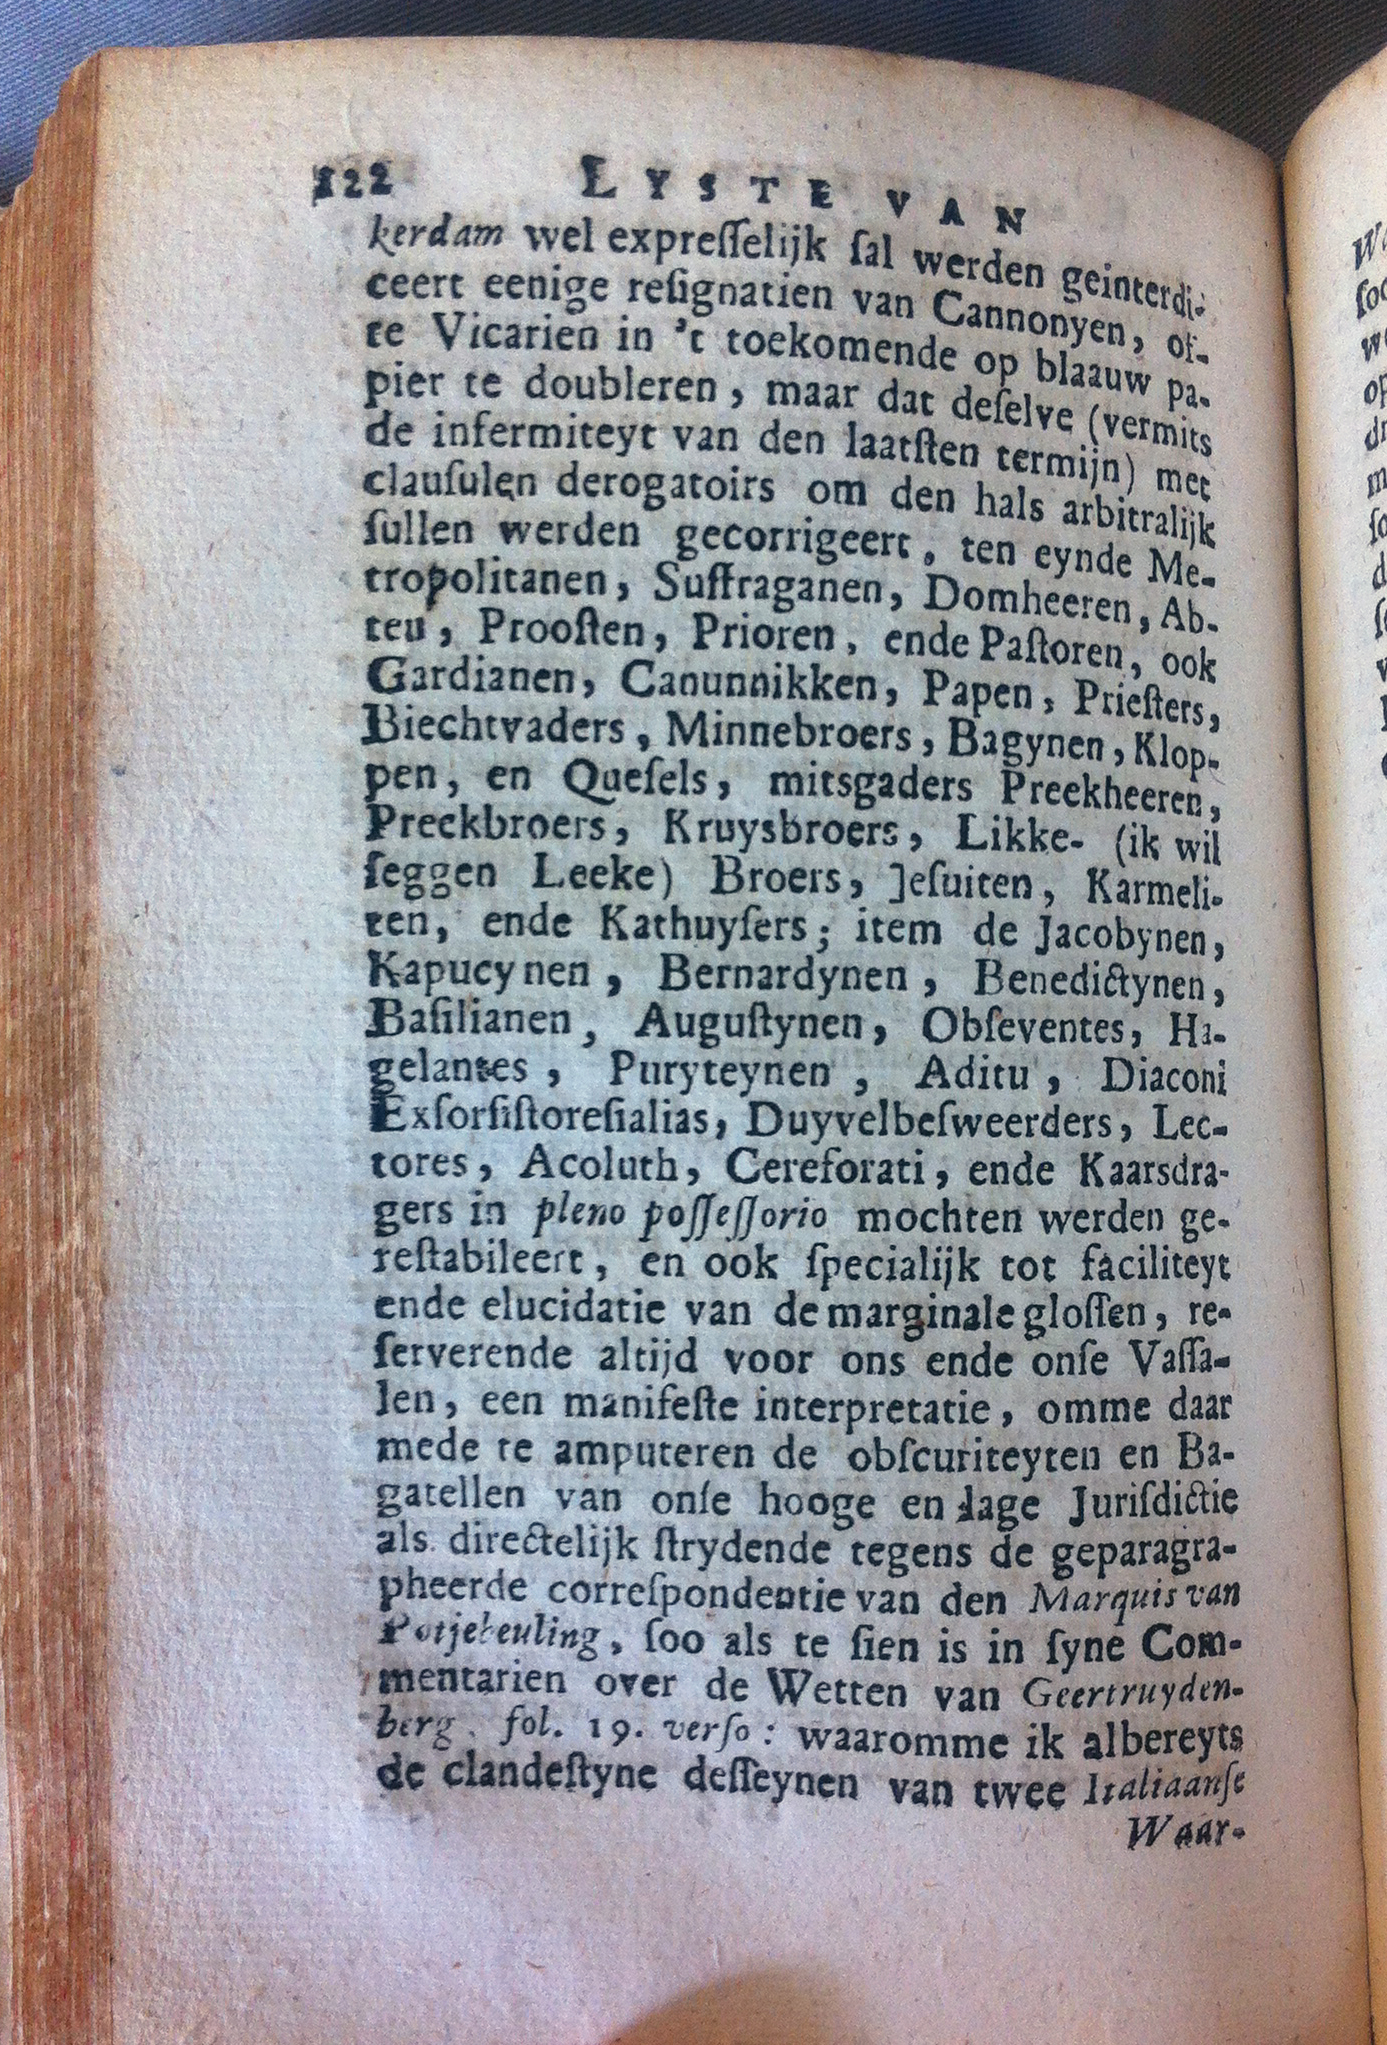 122 LYSTE VAN
kerdam wel expreſſelijk ſal werden geinterdi-
ceert eenige reſignatien van Cannonyen, of-
te Vicarien in 't toekomende op blaauw pa-
pier te doubleren, maar dat deſelve (vermits
de infermiteyt van den laatſten termijn) met
clauſulen derogatoirs om den hals arbitralijk
ſullen werden gecorrigeert, ten eynde Me-
tropolitanen, Suffraganen, Domheeren, Ab-
ten, Prooſten, Prioren, ende Paſtoren, ook
Gardianen, Canunnikken, Papen, Prieſters,
Biechtvaders, Minnebroers, Bagynen, Klop-
pen, en Queſels, mitsgaders Preekheeren,
Preekbroers, Kruysbroers, Likke- (ik wil
ſeggen Leeke) Broers, Jeſuiten, Karmeli-
ten, ende Kathuyſers; item de Jacobynen,
Kapucynen, Bernardynen, Benedictynen,
Baſilianen, Auguſtynen, Obſeventes, Ha-
gelantes, Puryteynen, Aditu, Diaconi
Exſorſiſtoreſialias, Duyvelbeſweerders, Lec-
tores, Acoluth, Cereforati, ende Kaarsdra-
gers in pleno poſſeſſorio mochten werden ge-
reſtabileert, en ook ſpecialijk tot faciliteyt
ende elucidatie van de marginale gloſſen, re-
ſerverende altijd voor ons ende onſe Vaſſa-
len, een manifeſte interpretatie, omme daar
mede te amputeren de obſcuriteyten en Ba-
gatellen van onſe hooge en lage Jurisdictie
als directelijk ſtrydende tegens de geparagra-
pheerde correſpondentie van den Marquis van
Potjebeuling, ſoo als te ſien is in ſyne Com-
mentarien over de Wetten van Geertruyden-
berg, fol. 19. verſo: waaromme ik albereyts
de clandeſtyne deſſeynen van twee Italiaanſe
Waar-